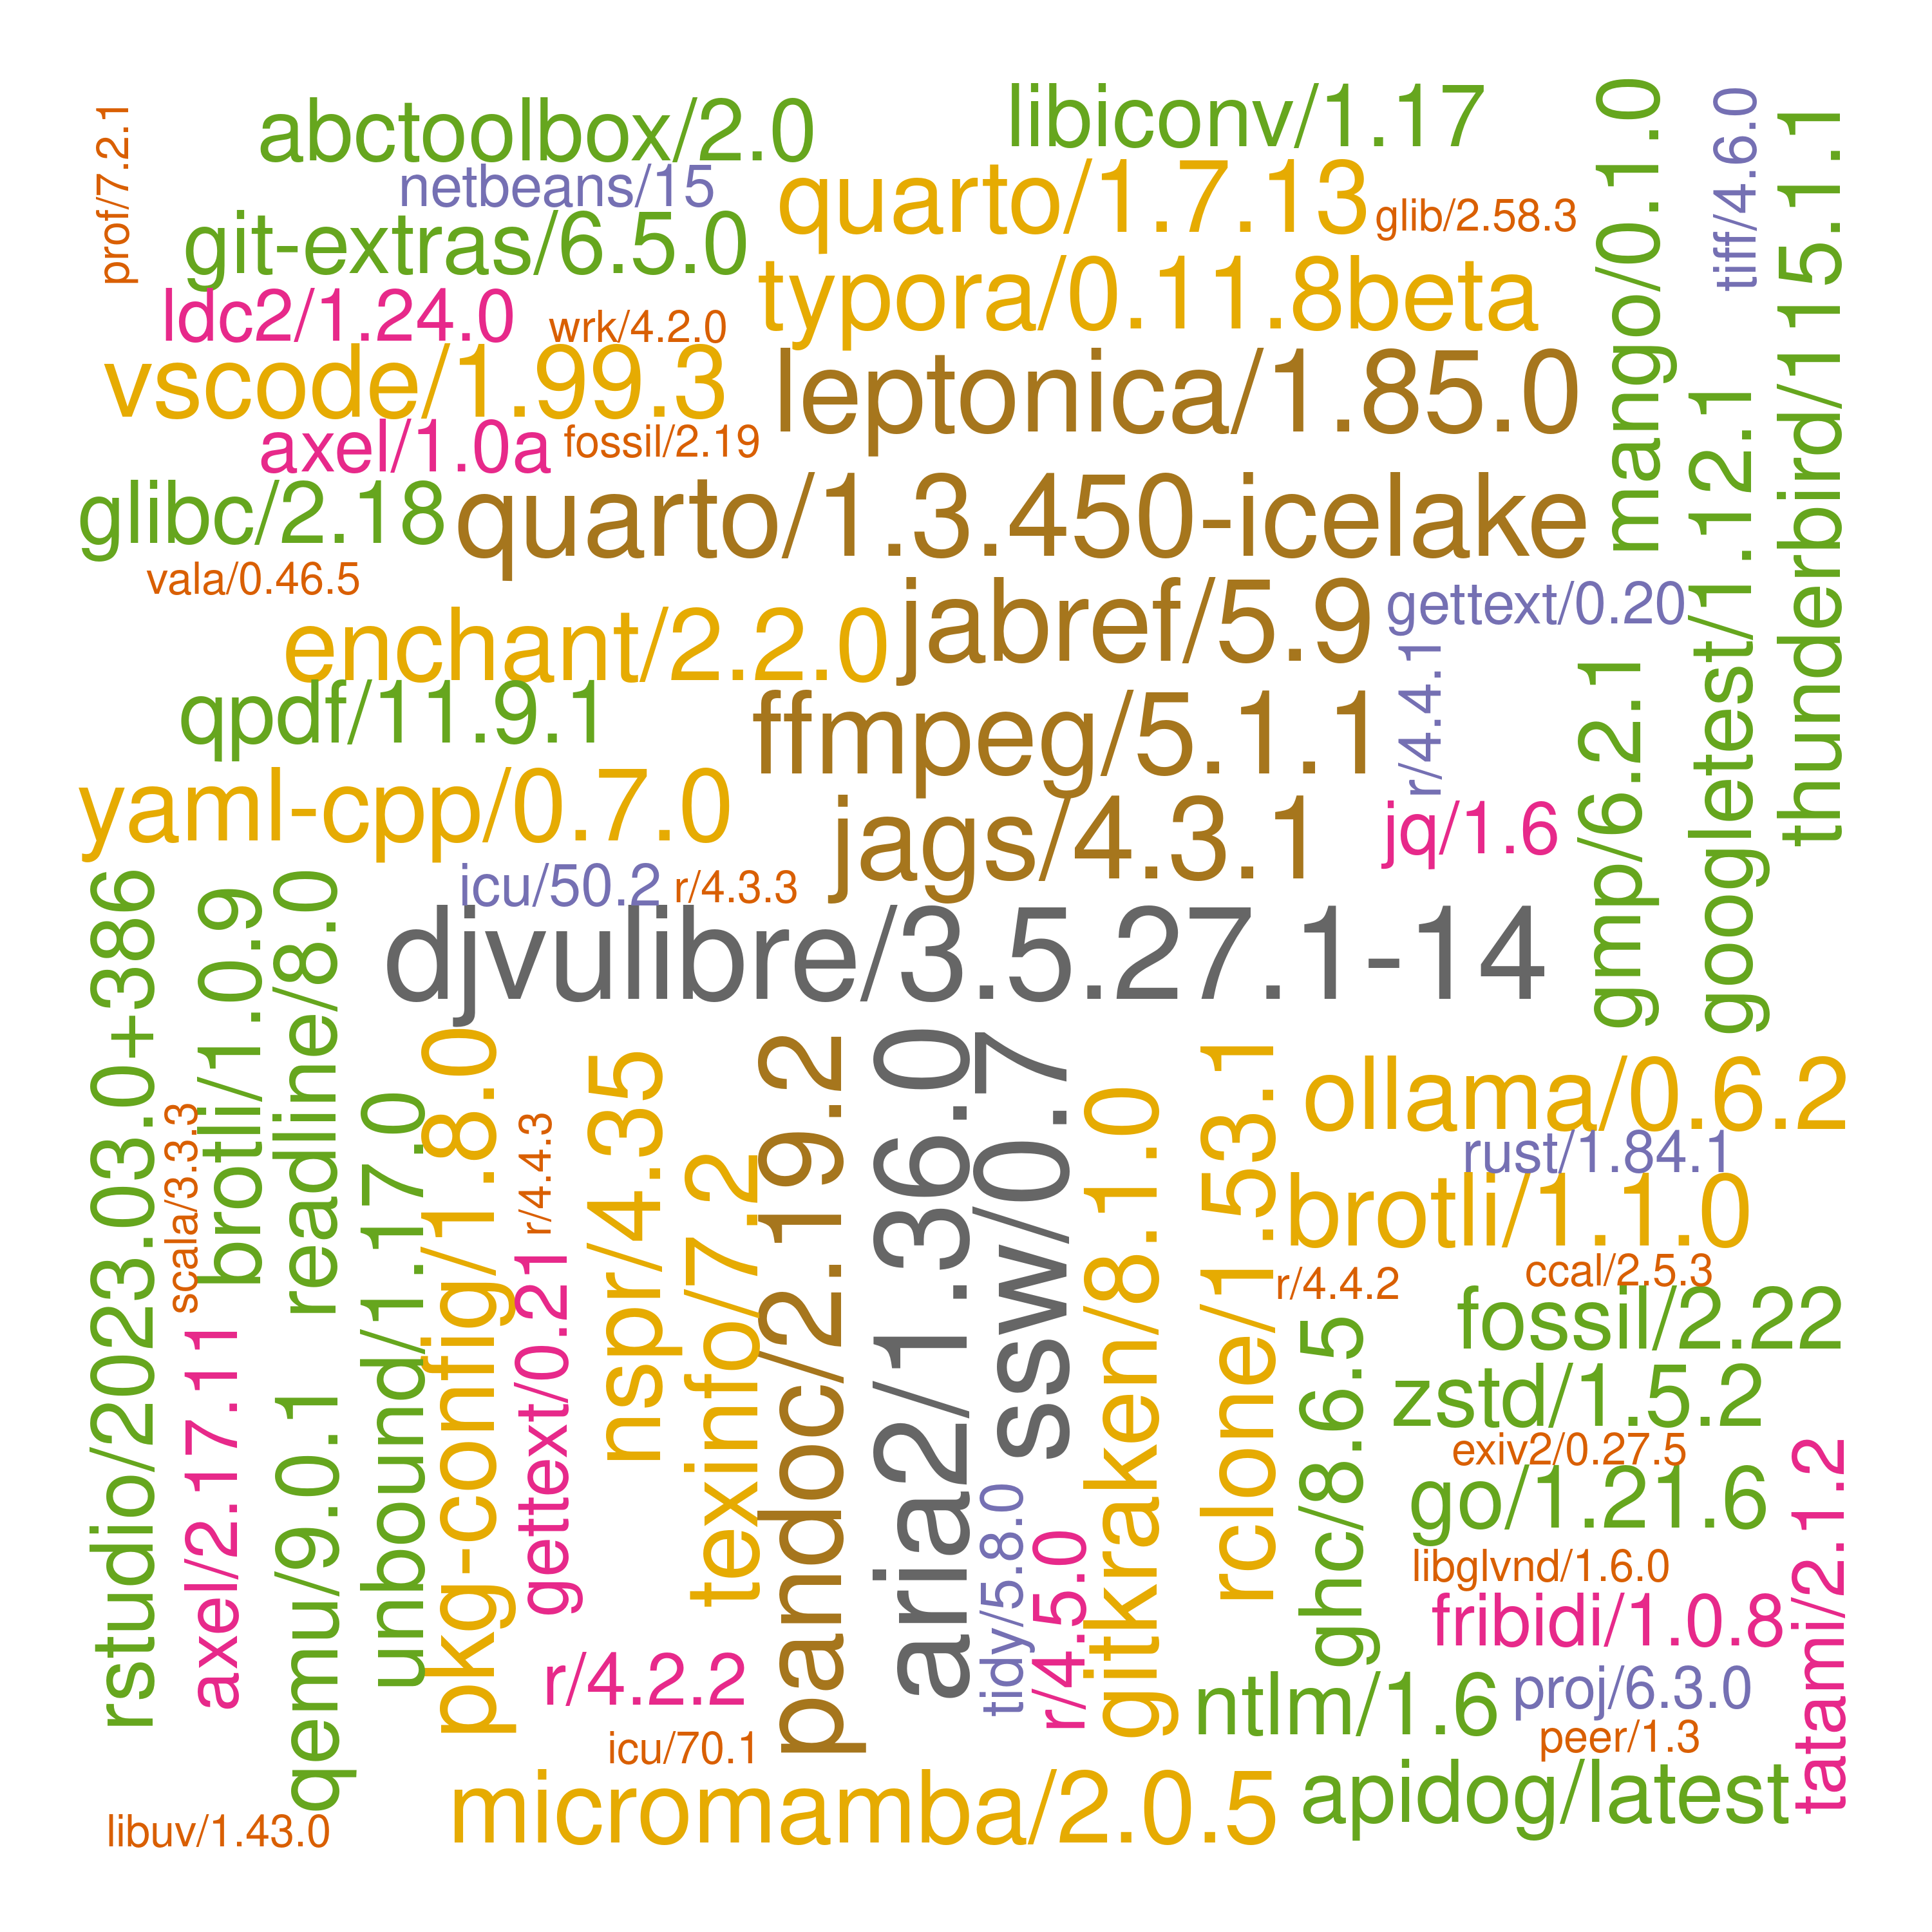 prof/7.2.1
abctoolbox/2.0
libiconv/1.17
mango/0.1.0
tiff/4.6.0
thunderbird/115.1.1
netbeans/15
quarto/1.7.13
glib/2.58.3
git-extras/6.5.0
typora/0.11.8beta
ldc2/1.24.0
wrk/4.2.0
vscode/1.99.3
leptonica/1.85.0
axel/1.0a
fossil/2.19
googletest/1.12.1
glibc/2.18
quarto/1.3.450-icelake
vala/0.46.5
jabref/5.9
gettext/0.20
enchant/2.2.0
r/4.4.1
gmp/6.2.1
qpdf/11.9.1
ffmpeg/5.1.1
yaml-cpp/0.7.0
jags/4.3.1
jq/1.6
icu/50.2
r/4.3.3
rstudio/2023.03.0+386
brotli/1.0.9
readline/8.0
djvulibre/3.5.27.1-14
scala/3.3.3
unbound/1.17.0
pkg-config/1.8.0
r/4.4.3
nspr/4.35
texinfo/7.2
pandoc/2.19.2
aria2/1.36.0
ssw/0.7
gitkraken/8.1.0
rclone/1.53.1
ollama/0.6.2
rust/1.84.1
brotli/1.1.0
r/4.4.2
ccal/2.5.3
fossil/2.22
gettext/0.21
axel/2.17.11
qemu/9.0.1
ghc/8.6.5
zstd/1.5.2
exiv2/0.27.5
go/1.21.6
tatami/2.1.2
tidy/5.8.0
r/4.5.0
libglvnd/1.6.0
fribidi/1.0.8
r/4.2.2
ntlm/1.6
proj/6.3.0
peer/1.3
icu/70.1
micromamba/2.0.5
apidog/latest
libuv/1.43.0